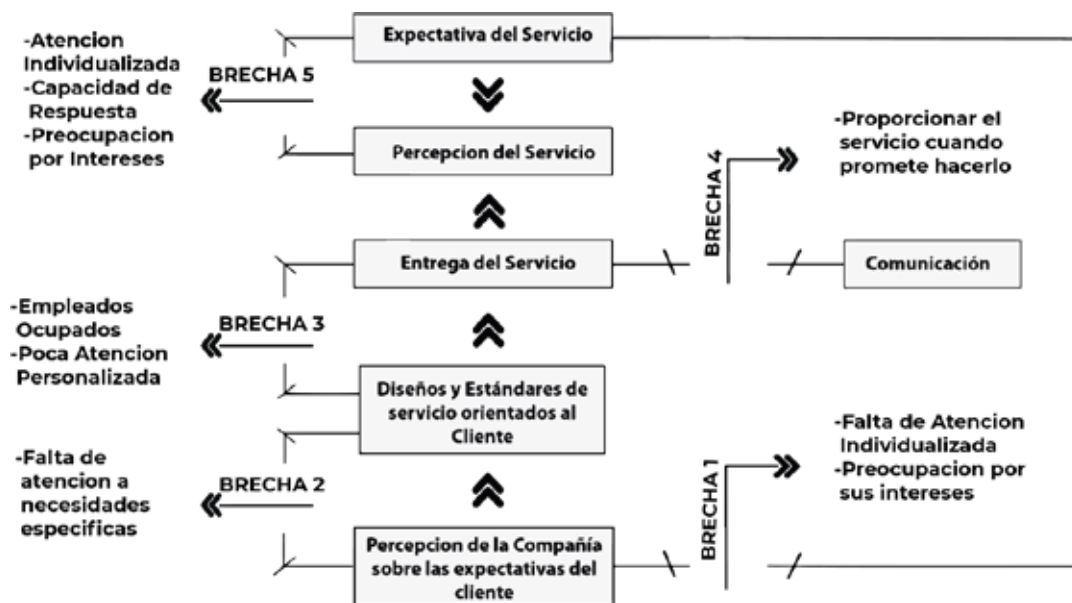 Expectativa del Servicio
-Atencion
Individualizada
-Capacidad de
Respuesta
-Preocupacion
por Intereses
BRECHA 5
Percepcion del Servicio
-Proporcionar el
servicio cuando
promete hacerlo
BRECHA 4
Entrega del Servicio
Comunicación
-Empleados
Ocupados
-Poca Atencion
Personalizada
BRECHA 3
Diseños y Estándares de
servicio orientados al
Cliente
-Falta de
atencion a
necesidades
especificas
BRECHA 2
-Falta de Atencion
Individualizada
-Preocupacion por
sus intereses
BRECHA 1
Percepcion de la Compañía
sobre las expectativas del
cliente